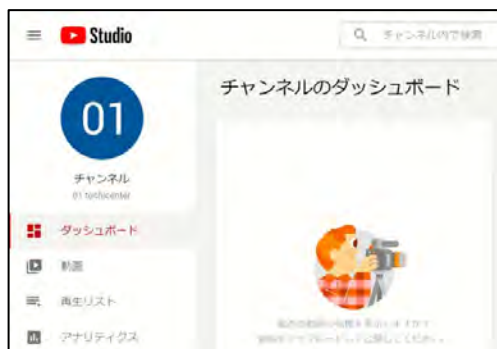 Studio
チャンネル内で検索
01
チャンネルのダッシュボード
チャンネル
ダッシュボード
動画
再生リスト
アナリティクス